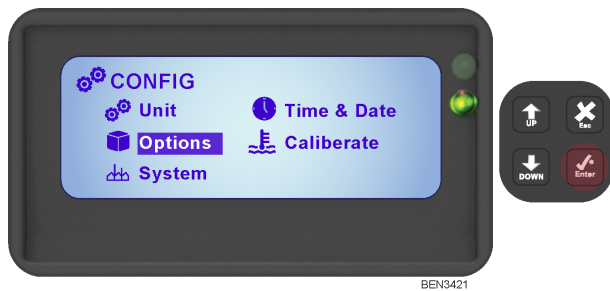 CONFIG
Unit
Time & Date
Options
Caliberate
System
UP
Esc
DOWN
Enter
BEN3421